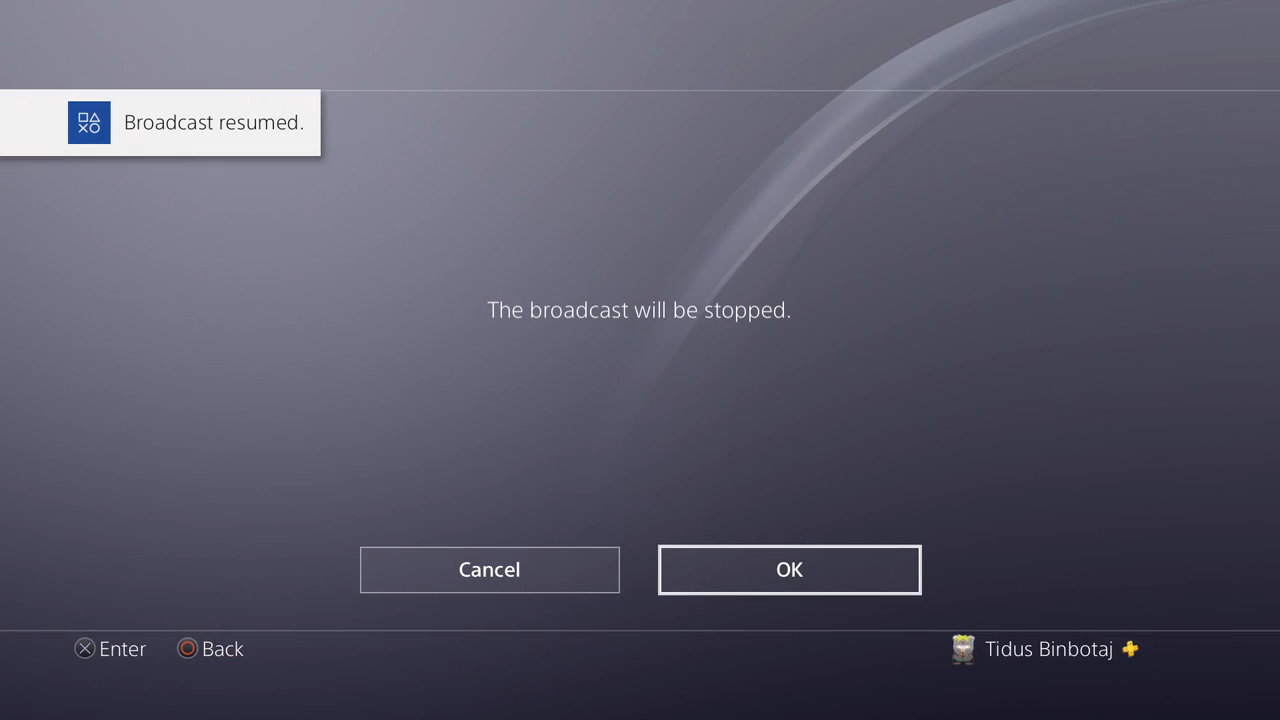 Broadcast resumed.
The broadcast will be stopped.
Cancel
OK
Enter
Back
Tidus Binbotaj